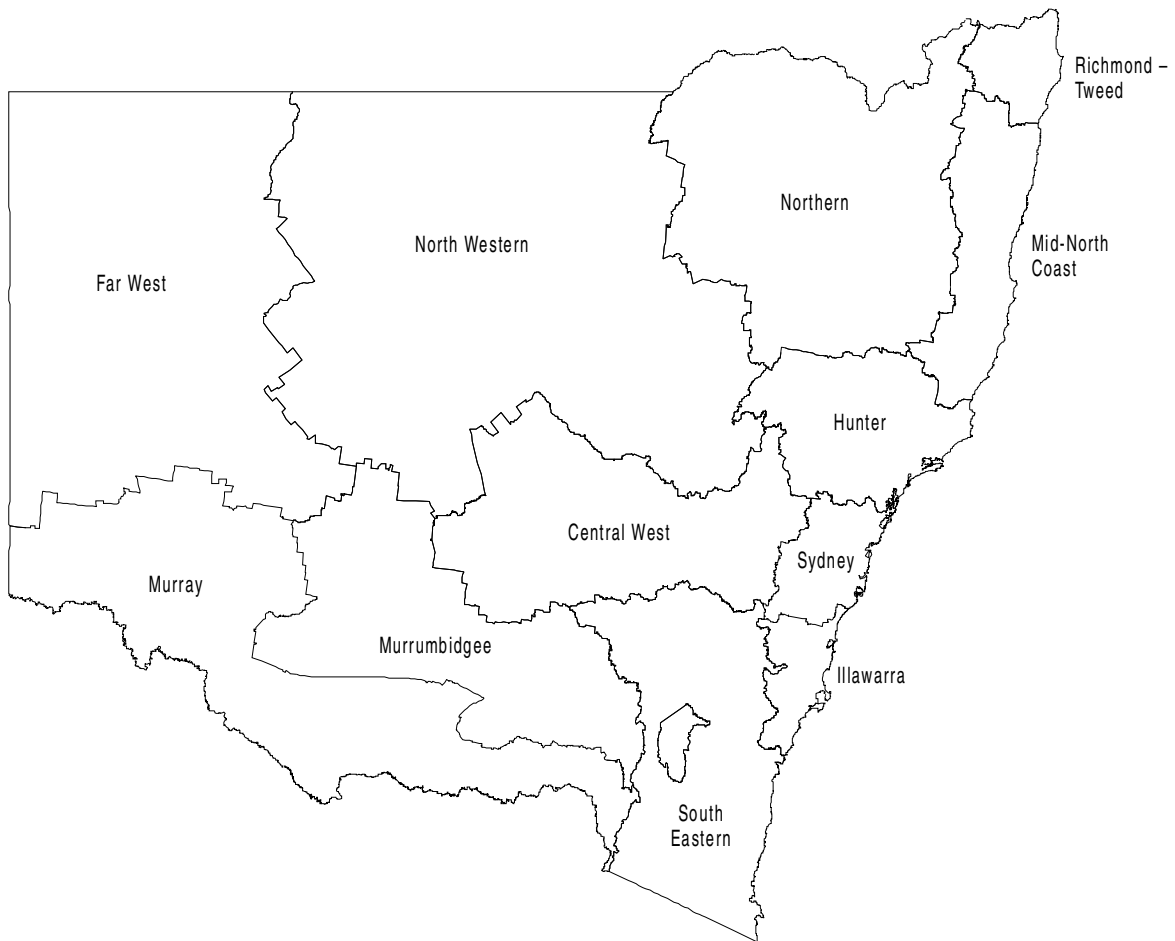 Richmond –
Tweed
Northern
North Western
Mid-North
Coast
Far West
Hunter
Central West
Sydney
Murray
Murrumbidgee
Illawarra
South
Eastern